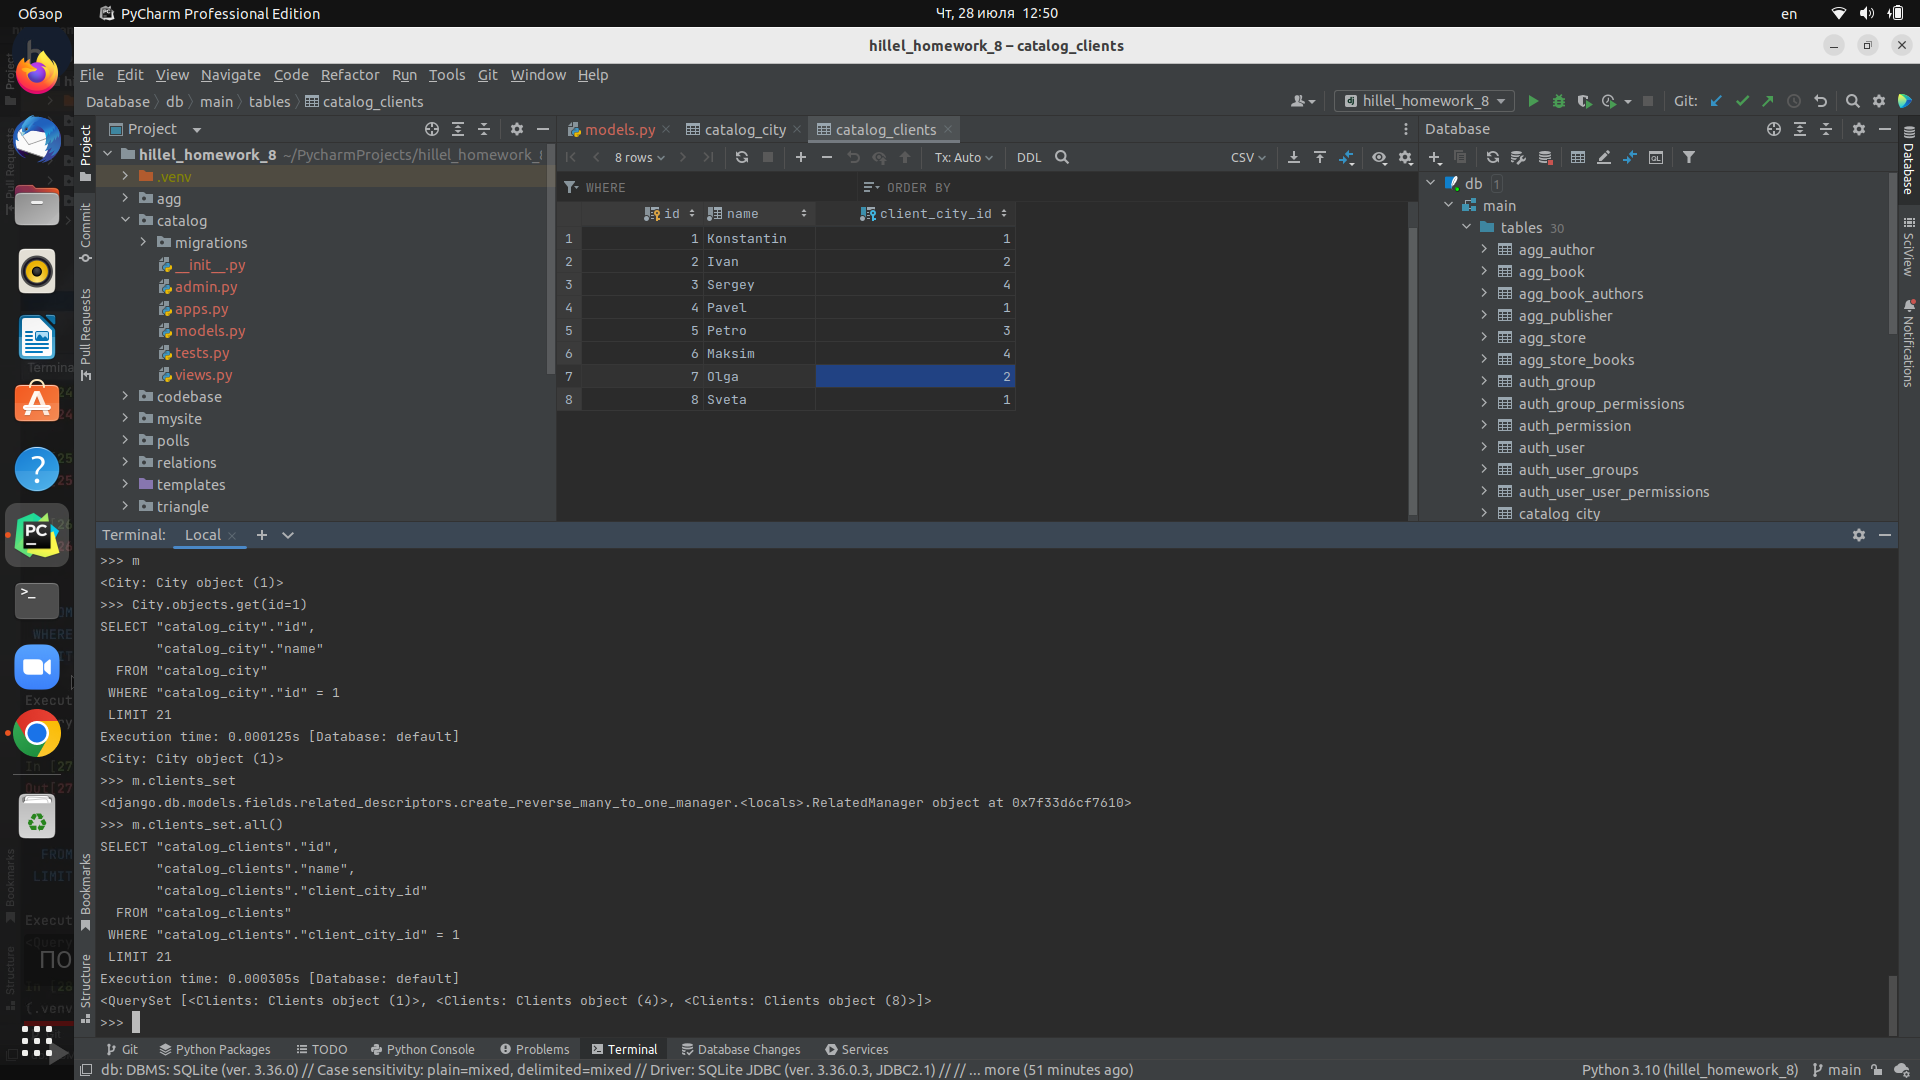 Обзор
PyCharm Professional Edition
Чт, 28 июля 12:50
en
hillel_homework_8 – catalog_clients
File Edit View Navigate Code Refactor Run Tools Git Window Help
Database db main tables catalog_clients
hillel_homework_8
Git:
Project
models.py
catalog_city
catalog_clients
Database
hillel_homework_8 ~/PycharmProjects/hillel_homework_
.venv
agg
catalog
migrations
__init__.py
admin.py
apps.py
models.py
tests.py
views.py
codebase
mysite
polls
relations
templates
triangle
8 rows
Tx: Auto
DDL
CSV
WHERE
ORDER BY
id name client_city_id
1 1 Konstantin 1
2 2 Ivan 2
3 3 Sergey 4
4 4 Pavel 1
5 5 Petro 3
6 6 Maksim 4
7 7 Olga 2
8 8 Sveta 1
db 1
main
tables 30
agg_author
agg_book
agg_book_authors
agg_publisher
agg_store
agg_store_books
auth_group
auth_group_permissions
auth_permission
auth_user
auth_user_groups
auth_user_user_permissions
catalog_city
Project
Commit
Pull Requests
Bookmarks
Structure
Database
SciView
Notifications
Terminal: Local
>>> m
<City: City object (1)>
>>> City.objects.get(id=1)
SELECT "catalog_city"."id",
"catalog_city"."name"
FROM "catalog_city"
WHERE "catalog_city"."id" = 1
LIMIT 21
Execution time: 0.000125s [Database: default]
<City: City object (1)>
>>> m.clients_set
<django.db.models.fields.related_descriptors.create_reverse_many_to_one_manager.<locals>.RelatedManager object at 0x7f33d6cf7610>
>>> m.clients_set.all()
SELECT "catalog_clients"."id",
"catalog_clients"."name",
"catalog_clients"."client_city_id"
FROM "catalog_clients"
WHERE "catalog_clients"."client_city_id" = 1
LIMIT 21
Execution time: 0.000305s [Database: default]
<QuerySet [<Clients: Clients object (1)>, <Clients: Clients object (4)>, <Clients: Clients object (8)>]>
>>>
Git
Python Packages
TODO
Python Console
Problems
Terminal
Database Changes
Services
db: DBMS: SQLite (ver. 3.36.0) // Case sensitivity: plain=mixed, delimited=mixed // Driver: SQLite JDBC (ver. 3.36.0.3, JDBC2.1) // // ... more (51 minutes ago)
Python 3.10 (hillel_homework_8)
main